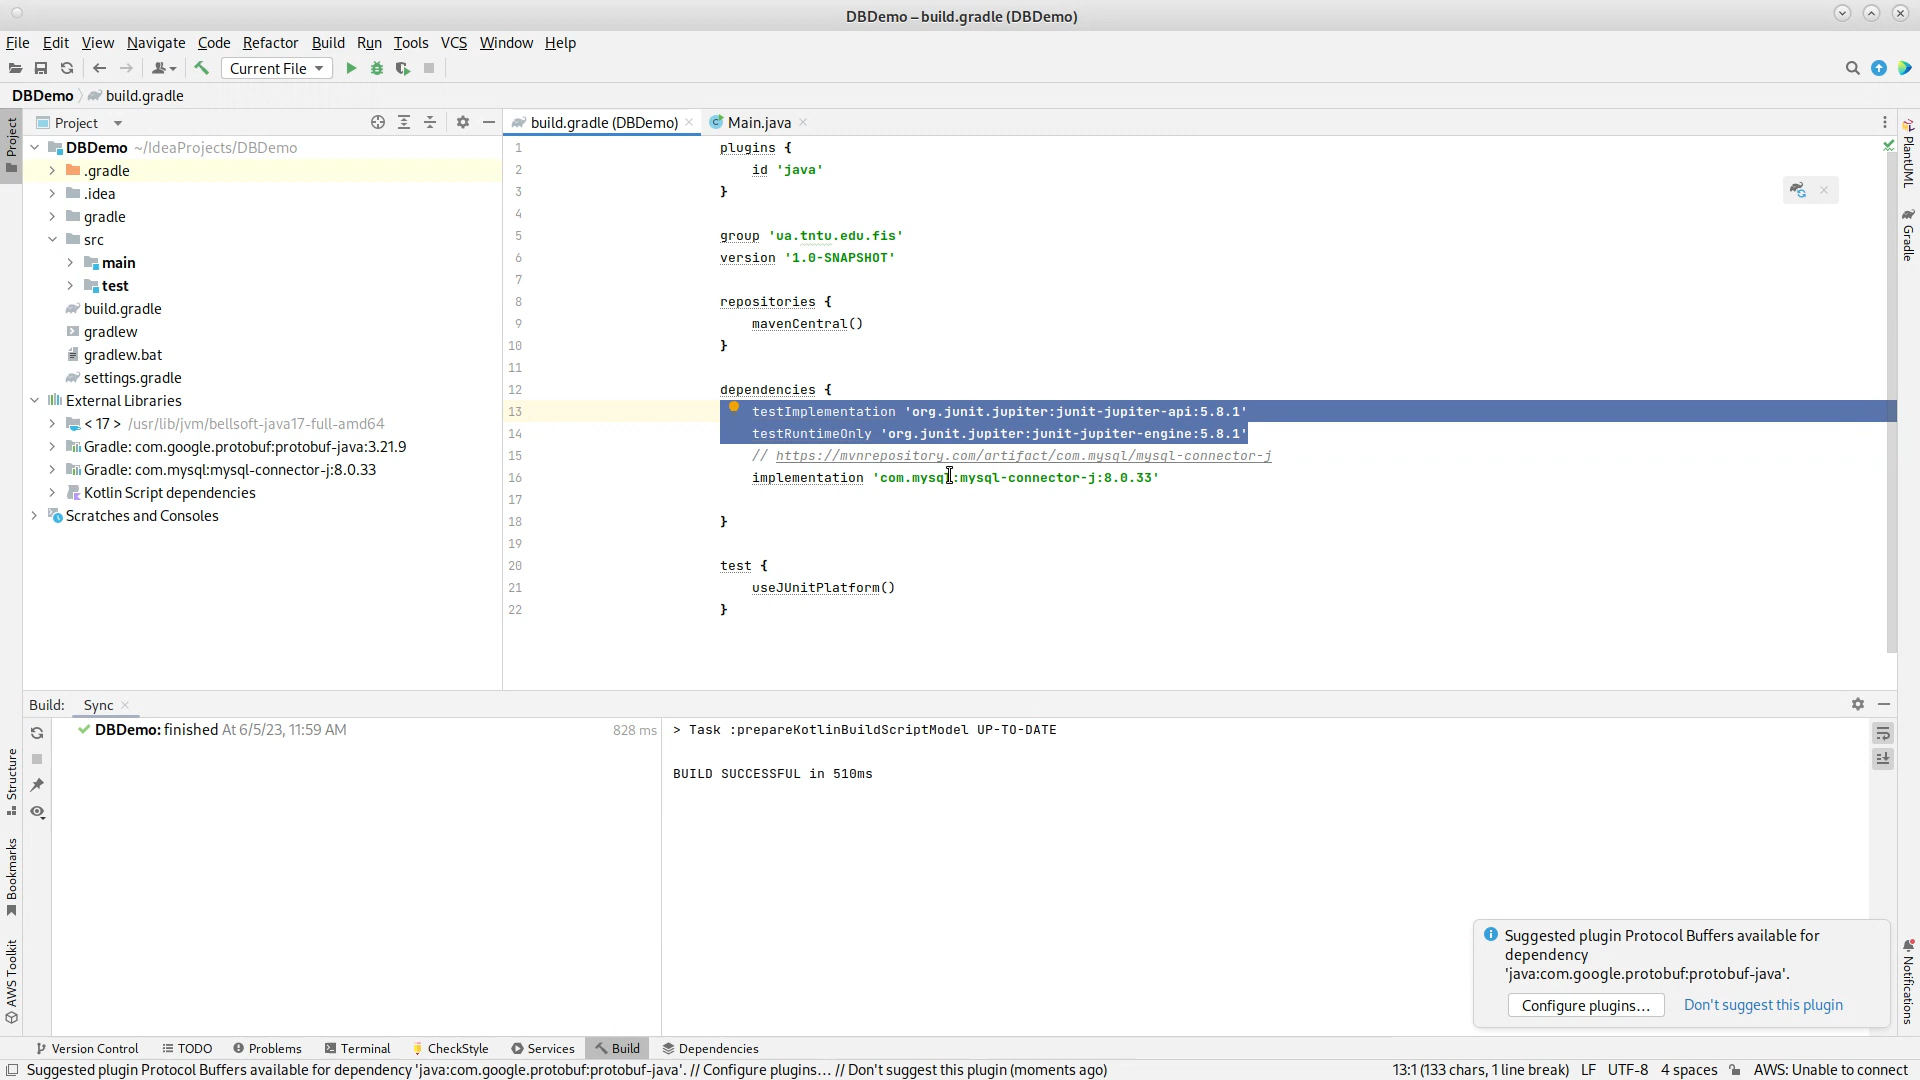 DBDemo – build.gradle (DBDemo)
File Edit View Navigate Code Refactor Build Run Tools VCS Window Help
Current File
DBDemo build.gradle
Project
build.gradle (DBDemo)
Main.java
Project
DBDemo ~/IdeaProjects/DBDemo
.gradle
.idea
gradle
src
main
test
build.gradle
gradlew
gradlew.bat
settings.gradle
External Libraries
< 17 > /usr/lib/jvm/bellsoft-java17-full-amd64
Gradle: com.google.protobuf:protobuf-java:3.21.9
Gradle: com.mysql:mysql-connector-j:8.0.33
Kotlin Script dependencies
Scratches and Consoles
1 plugins {
2 id 'java'
3 }
4
5 group 'ua.tntu.edu.fis'
6 version '1.0-SNAPSHOT'
7
8 repositories {
9 mavenCentral()
10 }
11
12 dependencies {
13 testImplementation 'org.junit.jupiter:junit-jupiter-api:5.8.1'
14 testRuntimeOnly 'org.junit.jupiter:junit-jupiter-engine:5.8.1'
15 // https://mvnrepository.com/artifact/com.mysql/mysql-connector-j
16 implementation 'com.mysql:mysql-connector-j:8.0.33'
17
18 }
19
20 test {
21 useJUnitPlatform()
22 }
PlantUML
Gradle
Notifications
Structure
Bookmarks
AWS Toolkit
Build: Sync
DBDemo: finished At 6/5/23, 11:59 AM 828 ms
> Task :prepareKotlinBuildScriptModel UP-TO-DATE
BUILD SUCCESSFUL in 510ms
Suggested plugin Protocol Buffers available for
dependency
'java:com.google.protobuf:protobuf-java'.
Configure plugins... Don't suggest this plugin
Version Control TODO Problems Terminal CheckStyle Services Build Dependencies
Suggested plugin Protocol Buffers available for dependency 'java:com.google.protobuf:protobuf-java'. // Configure plugins... // Don't suggest this plugin (moments ago)
13:1 (133 chars, 1 line break) LF UTF-8 4 spaces AWS: Unable to connect